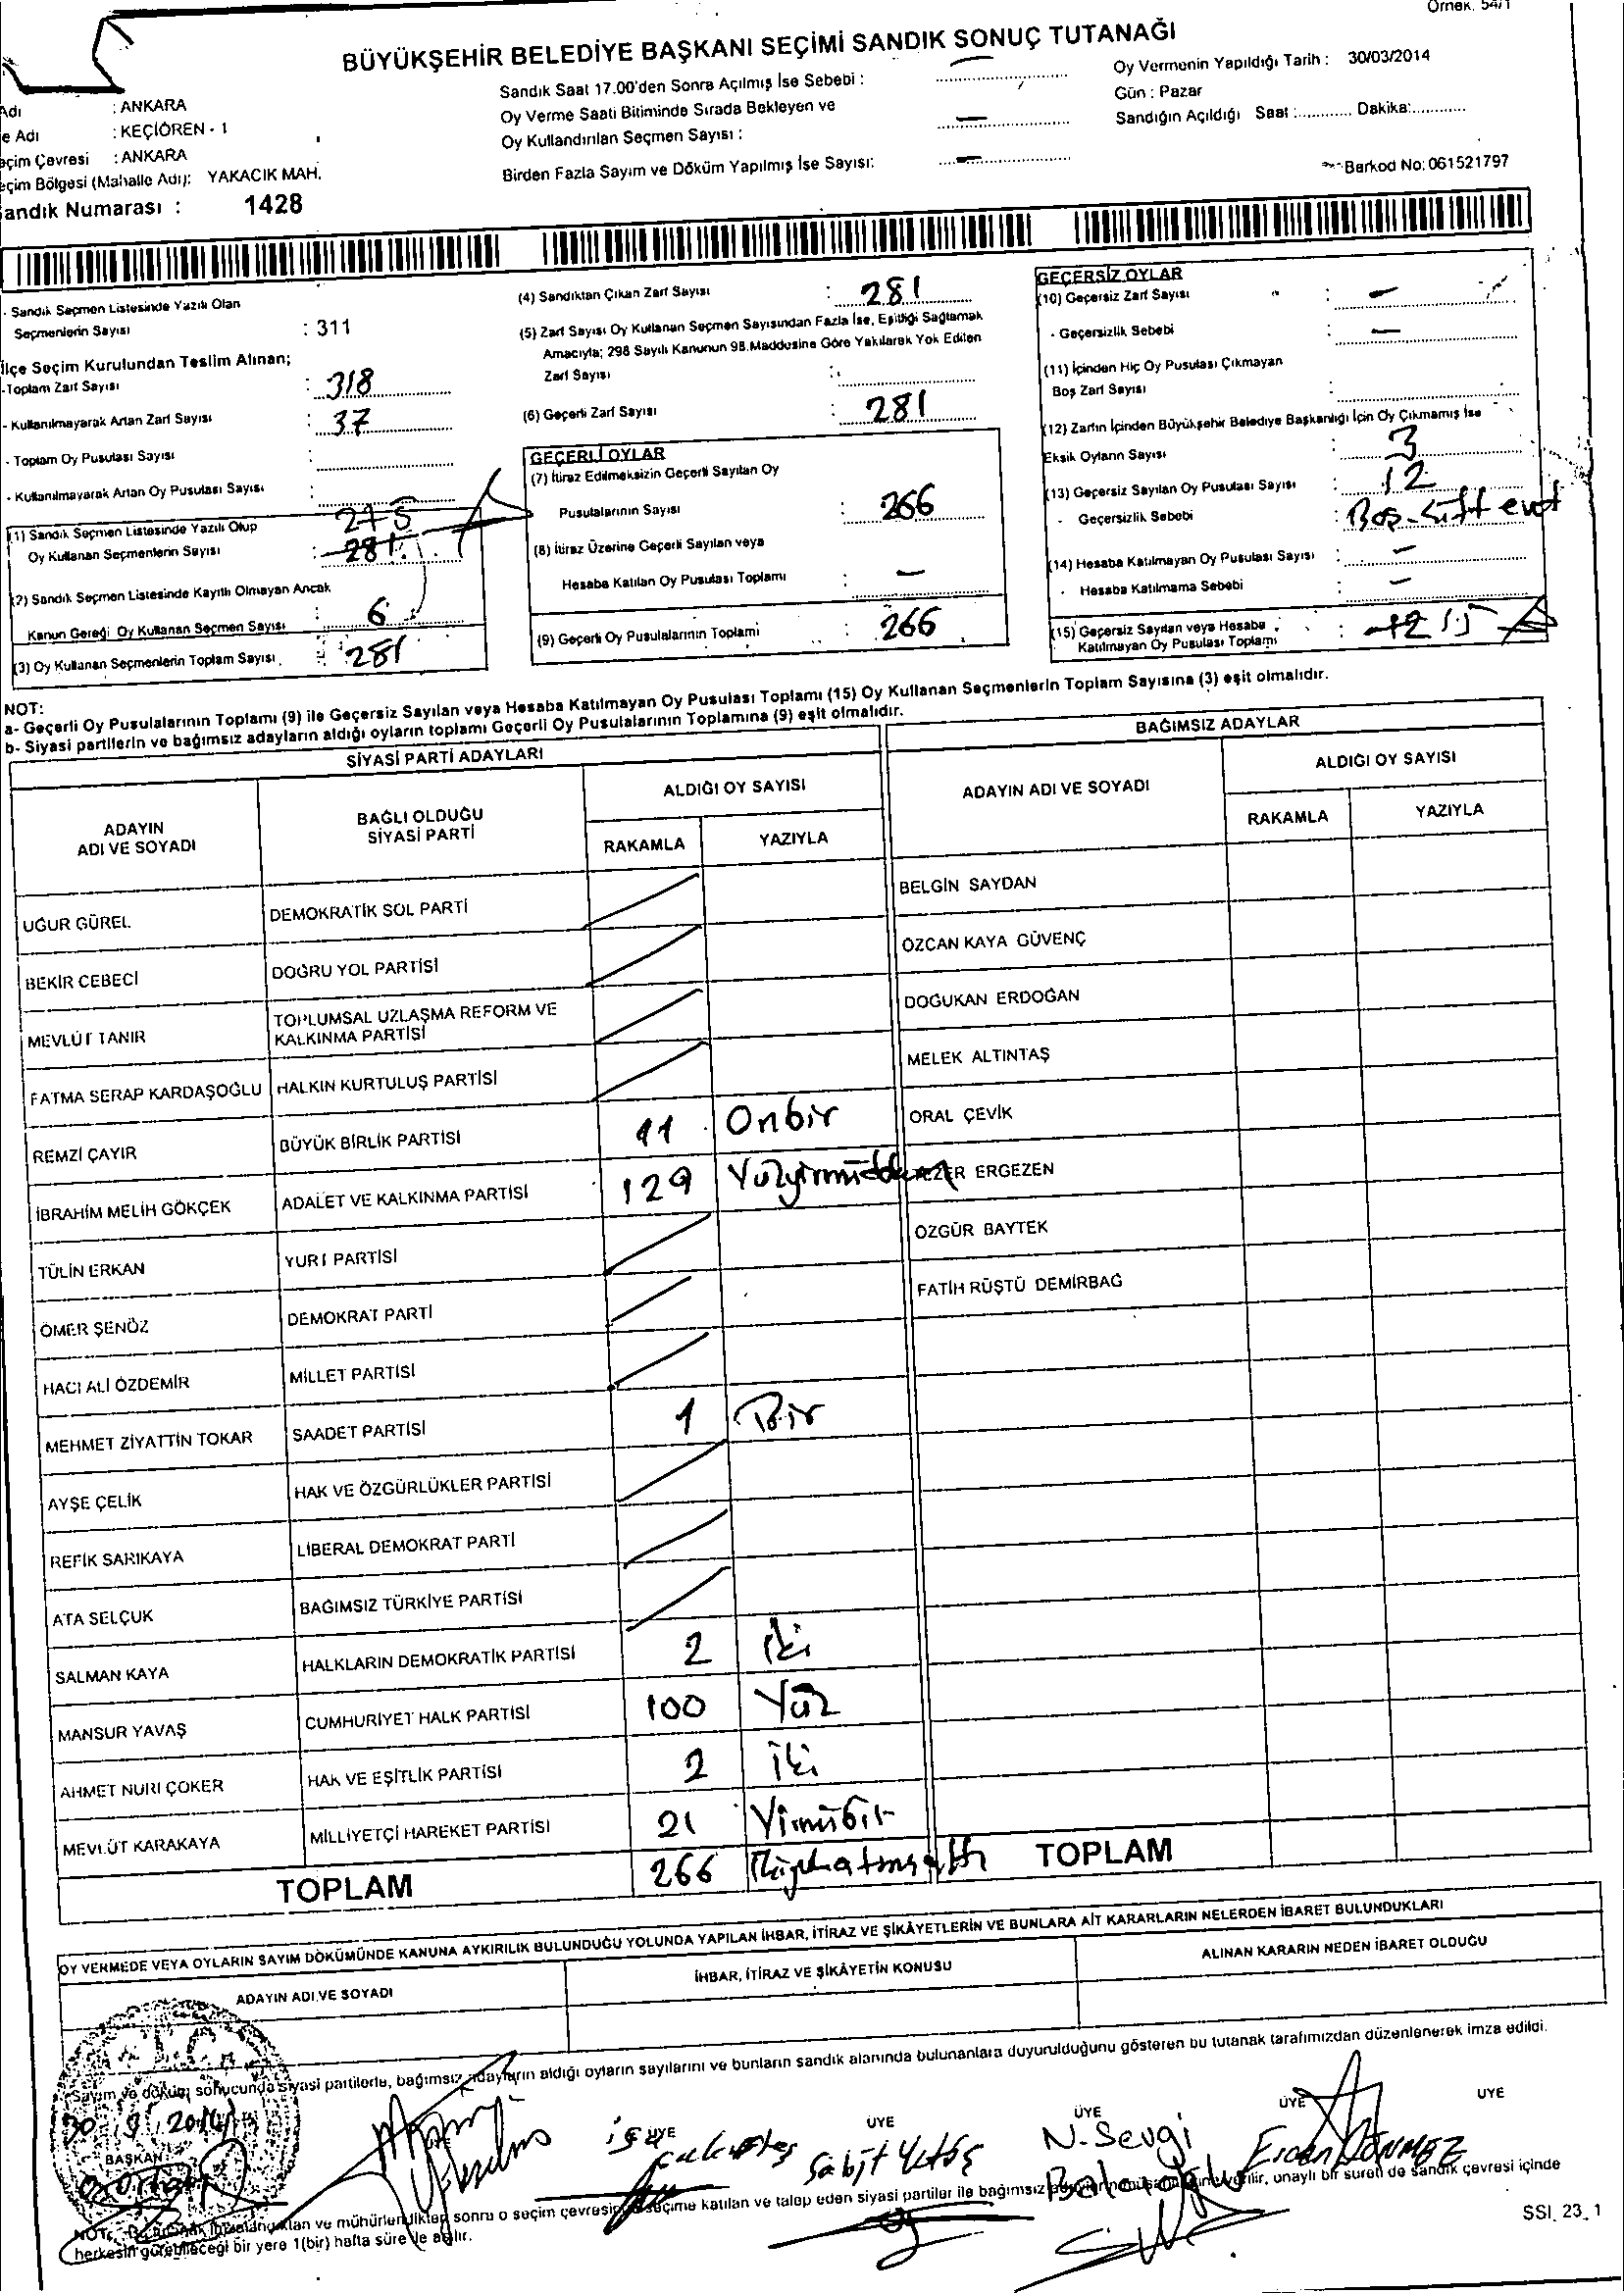 Örnek. 54/1
BÜYÜKŞEHİR BELEDİYE BAŞKANI SEÇİMİ SANDIK SONUÇ TUTANAĞI
Adı : ANKARA
e Adı : KEÇİÖREN - 1
eçim Çevresi : ANKARA
eçim Bölgesi (Mahalle Adı): YAKACIK MAH.
andık Numarası : 1428
Sandık Saat 17.00'den Sonra Açılmış İse Sebebi :
Oy Verme Saati Bitiminde Sırada Bekleyen ve
Oy Kullandırılan Seçmen Sayısı :
Birden Fazla Sayım ve Döküm Yapılmış İse Sayısı:
Oy Vermenin Yapıldığı Tarih : 30/03/2014
Gün : Pazar
Sandığın Açıldığı Saat :............ Dakika:............
Barkod No: 061521797
- Sandık Seçmen Listesinde Yazılı Olan
Seçmenlerin Sayısı : 311
İlçe Seçim Kurulundan Teslim Alınan;
-Toplam Zarf Sayısı : 318
- Kullanılmayarak Artan Zarf Sayısı : 37
- Toplam Oy Pusulası Sayısı :
- Kullanılmayarak Artan Oy Pusulası Sayısı :
(1) Sandık Seçmen Listesinde Yazılı Olup 275
Oy Kullanan Seçmenlerin Sayısı : 281
(2) Sandık Seçmen Listesinde Kayıtlı Olmayan Ancak
Kanun Gereği Oy Kullanan Seçmen Sayısı : 6
(3) Oy Kullanan Seçmenlerin Toplam Sayısı : 281
(4) Sandıktan Çıkan Zarf Sayısı : 281
(5) Zarf Sayısı Oy Kullanan Seçmen Sayısından Fazla İse, Eşitliği Sağlamak
Amacıyla; 298 Sayılı Kanunun 98.Maddesine Göre Yakılarak Yok Edilen
Zarf Sayısı :
(6) Geçerli Zarf Sayısı : 281
GEÇERLİ OYLAR
(7) İtiraz Edilmeksizin Geçerli Sayılan Oy
Pusulalarının Sayısı : 266
(8) İtiraz Üzerine Geçerli Sayılan veya
Hesaba Katılan Oy Pusulası Toplamı : –
(9) Geçerli Oy Pusulalarının Toplamı : 266
GEÇERSİZ OYLAR
(10) Geçersiz Zarf Sayısı : –
- Geçersizlik Sebebi : –
(11) İçinden Hiç Oy Pusulası Çıkmayan
Boş Zarf Sayısı :
(12) Zarfın İçinden Büyükşehir Belediye Başkanlığı İçin Oy Çıkmamış İse
Eksik Oyların Sayısı : 3
(13) Geçersiz Sayılan Oy Pusulası Sayısı : 12
- Geçersizlik Sebebi : Boş-Çift evet
(14) Hesaba Katılmayan Oy Pusulası Sayısı : –
- Hesaba Katılmama Sebebi : –
(15) Geçersiz Sayılan veya Hesaba
Katılmayan Oy Pusulası Toplamı : 12 15
NOT:
a- Geçerli Oy Pusulalarının Toplamı (9) ile Geçersiz Sayılan veya Hesaba Katılmayan Oy Pusulası Toplamı (15) Oy Kullanan Seçmenlerin Toplam Sayısına (3) eşit olmalıdır.
b- Siyasi partilerin ve bağımsız adayların aldığı oyların toplamı Geçerli Oy Pusulalarının Toplamına (9) eşit olmalıdır.
SİYASİ PARTİ ADAYLARI
ADAYIN ADI VE SOYADI
BAĞLI OLDUĞU SİYASİ PARTİ
ALDIĞI OY SAYISI
RAKAMLA YAZIYLA
UĞUR GÜREL DEMOKRATİK SOL PARTİ
BEKİR CEBECİ DOĞRU YOL PARTİSİ
MEVLÜT TANIR TOPLUMSAL UZLAŞMA REFORM VE KALKINMA PARTİSİ
FATMA SERAP KARDAŞOĞLU HALKIN KURTULUŞ PARTİSİ
REMZİ ÇAYIR BÜYÜK BİRLİK PARTİSİ 11 Onbir
İBRAHİM MELİH GÖKÇEK ADALET VE KALKINMA PARTİSİ 129
TÜLİN ERKAN YURT PARTİSİ
ÖMER ŞENÖZ DEMOKRAT PARTİ
HACI ALİ ÖZDEMİR MİLLET PARTİSİ
MEHMET ZİYATTİN TOKAR SAADET PARTİSİ 1 Bir
AYŞE ÇELİK HAK VE ÖZGÜRLÜKLER PARTİSİ
REFİK SARIKAYA LİBERAL DEMOKRAT PARTİ
ATA SELÇUK BAĞIMSIZ TÜRKİYE PARTİSİ
SALMAN KAYA HALKLARIN DEMOKRATİK PARTİSİ 2 iki
MANSUR YAVAŞ CUMHURİYET HALK PARTİSİ 100 Yüz
AHMET NURİ ÇOKER HAK VE EŞİTLİK PARTİSİ 2 iki
MEVLÜT KARAKAYA MİLLİYETÇİ HAREKET PARTİSİ 21 Yirmibir
TOPLAM 266
BAĞIMSIZ ADAYLAR
ADAYIN ADI VE SOYADI
ALDIĞI OY SAYISI
RAKAMLA YAZIYLA
BELGİN SAYDAN
ÖZCAN KAYA GÜVENÇ
DOĞUKAN ERDOĞAN
MELEK ALTINTAŞ
ORAL ÇEVİK
ERGEZEN
ÖZGÜR BAYTEK
FATİH RÜŞTÜ DEMİRBAĞ
TOPLAM
OY VERMEDE VEYA OYLARIN SAYIM DÖKÜMÜNDE KANUNA AYKIRILIK BULUNDUĞU YOLUNDA YAPILAN İHBAR, İTİRAZ VE ŞİKÂYETLERİN VE BUNLARA AİT KARARLARIN NELERDEN İBARET BULUNDUKLARI
ADAYIN ADI VE SOYADI
İHBAR, İTİRAZ VE ŞİKÂYETİN KONUSU
ALINAN KARARIN NEDEN İBARET OLDUĞU
Sayım ve döküm sonucunda siyasi partilerle, bağımsız adayların aldığı oyların sayılarını ve bunların sandık alanında bulunanlara duyurulduğunu gösteren bu tutanak tarafımızdan düzenlenerek imza edildi.
30.3.2014
BAŞKAN ÜYE ÜYE ÜYE ÜYE ÜYE
N. Sevgi
Erdan DÖNMEZ
sonra o seçim çevresinde seçime katılan ve talep eden siyasi partiler ile bağımsız onaylı bir sureti de sandık çevresi içinde
herkesin görebileceği bir yere 1(bir) hafta süre ile asılır.
SSI_23_1